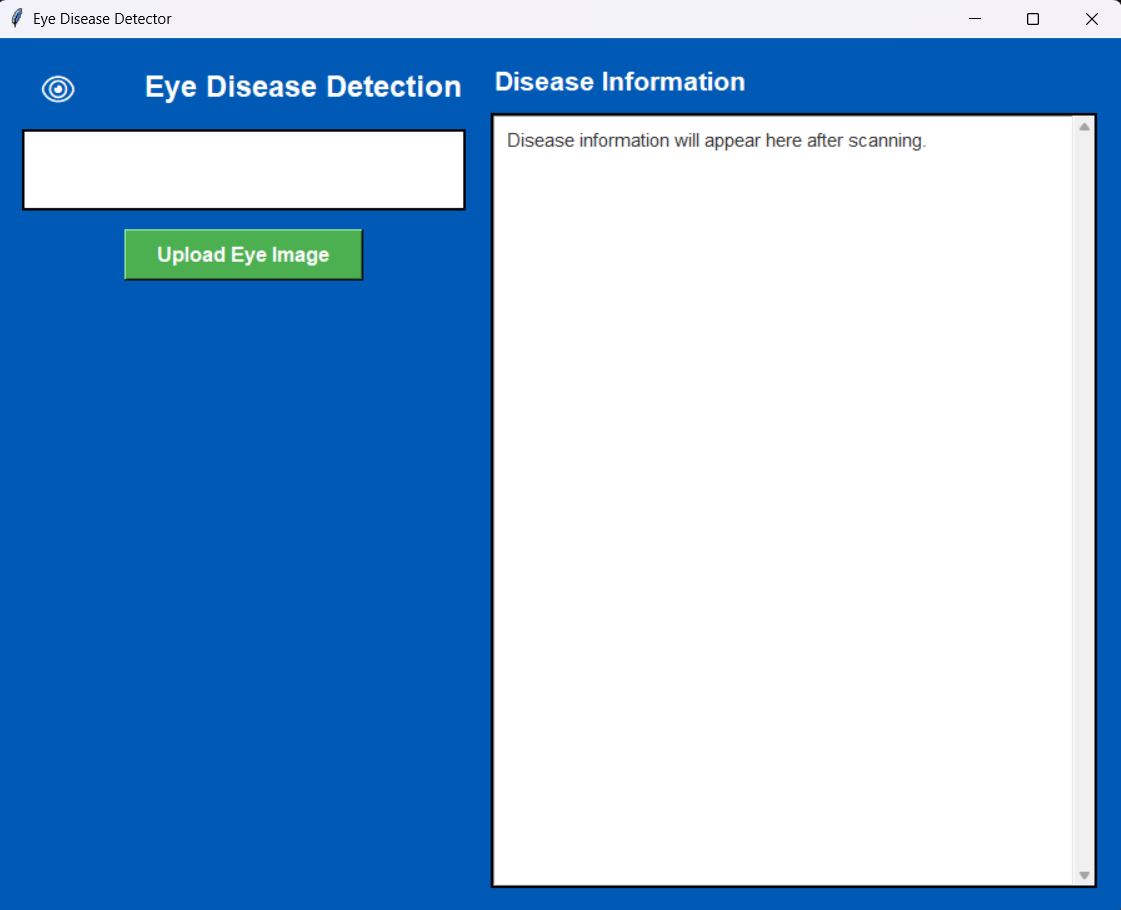 Eye Disease Detector
Eye Disease Detection
Upload Eye Image
Disease Information
Disease information will appear here after scanning.